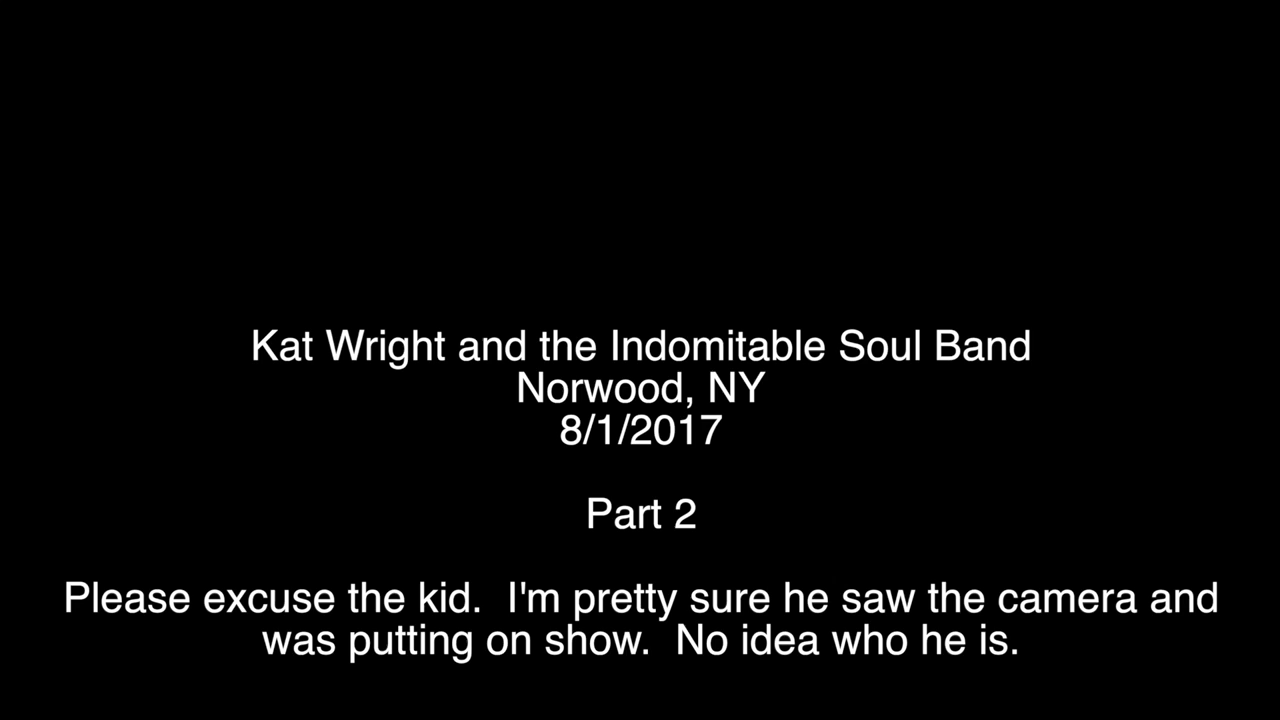 Kat Wright and the Indomitable Soul Band
Norwood, NY
8/1/2017
Part 2
Please excuse the kid.  I'm pretty sure he saw the camera and
was putting on show.  No idea who he is.